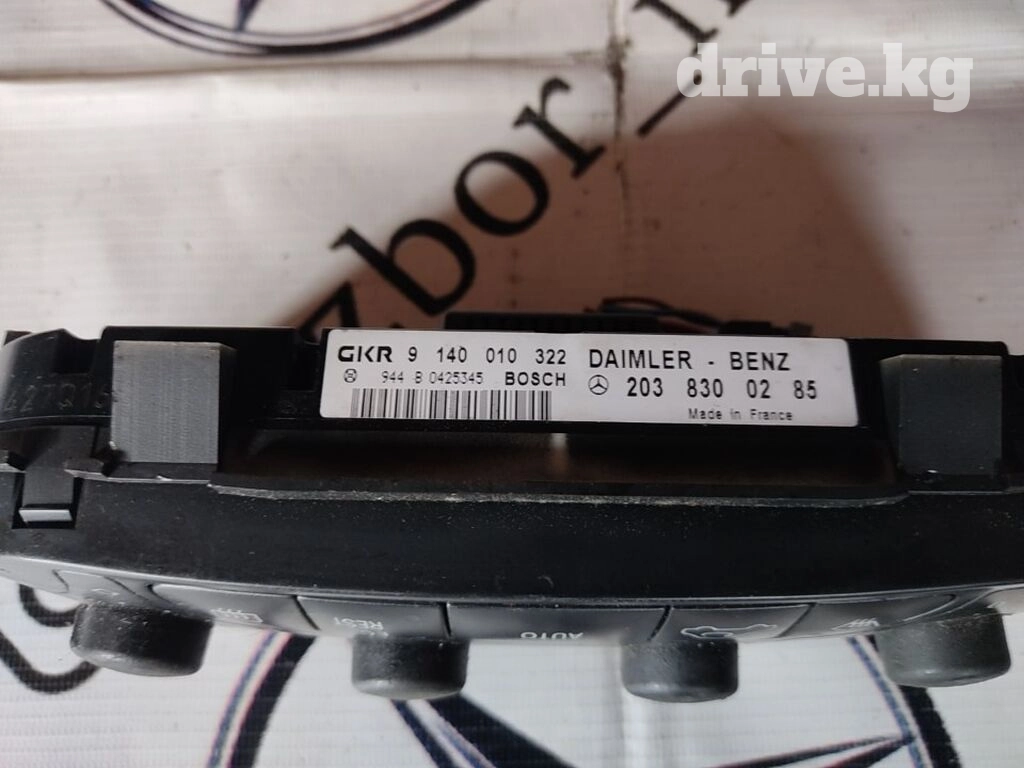 drive.kg
zbor_
GKR 9 140 010 322 DAIMLER - BENZ
944 B 0425345 BOSCH 203 830 02 85
Made in France
REST
AUTO